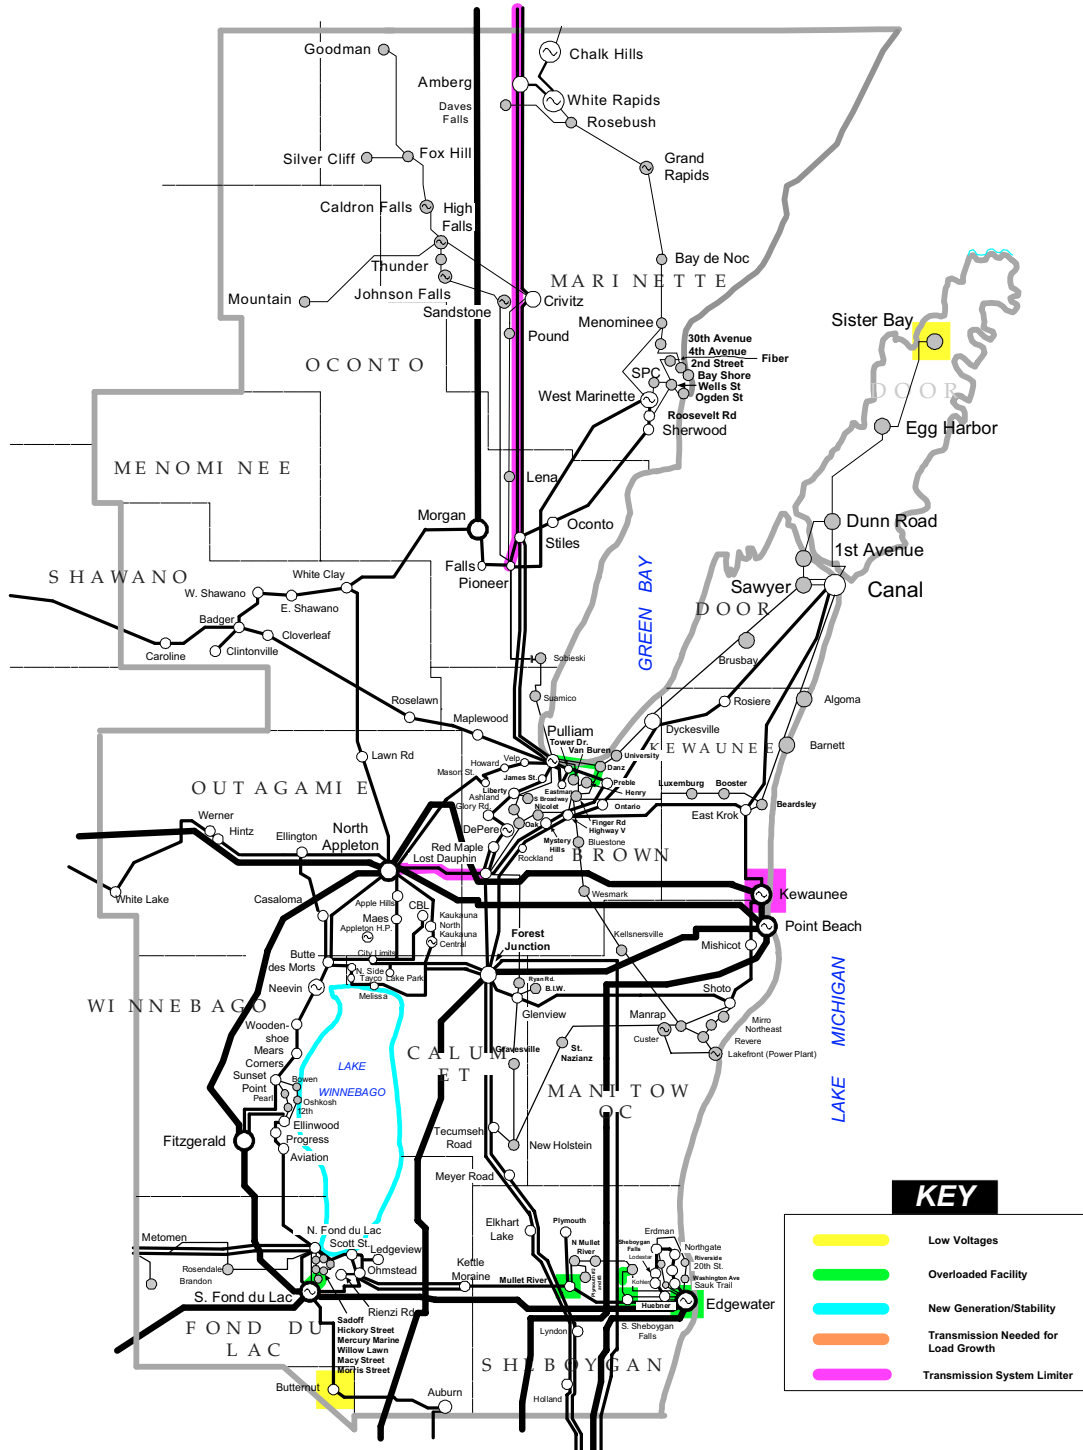 Goodman
Chalk Hills
Amberg
White Rapids
Daves
Falls
Rosebush
Silver Cliff
Fox Hill
Grand
Rapids
Caldron Falls
High
Falls
Thunder
Bay de Noc
MARINETTE
Mountain
Johnson Falls
Sandstone
Crivitz
Menominee
Sister Bay
Pound
30th Avenue
4th Avenue
2nd Street
Fiber
OCONTO
SPC
Bay Shore
Wells St
Ogden St
DOOR
West Marinette
Roosevelt Rd
Sherwood
Egg Harbor
MENOMINEE
Lena
Morgan
Oconto
Dunn Road
Stiles
1st Avenue
Falls
Pioneer
SHAWANO
White Clay
GREEN BAY
Sawyer
Canal
W. Shawano
E. Shawano
DOOR
Badger
Cloverleaf
Clintonville
Caroline
Sobieski
Brusbay
Suamico
Roselawn
Rosiere
Algoma
Maplewood
Dyckesville
Pulliam
Tower Dr.
Van Buren
KEWAUNEE
Barnett
Lawn Rd
Howard
Velp
University
Mason St.
James St.
Danz
Preble
OUTAGAMIE
Liberty
Eastman
Henry
Luxemburg
Booster
Ashland
S Broadway
Glory Rd.
Nicolet
Ontario
Beardsley
East Krok
Werner
Hintz
Ellington
North
Appleton
DePere
Oak
Finger Rd
Highway V
Mystery
Hills
Bluestone
Red Maple
Lost Dauphin
Rockland
BROWN
White Lake
Casaloma
Apple Hills
CBL
Wesmark
Kewaunee
Maes
Appleton H.P.
Kaukauna
North
Kaukauna
Central
Forest
Junction
Kellnersville
Point Beach
Mishicot
Butte
des Morts
City Limits
N. Side
Tayco
Lake Park
Melissa
Neevin
Ryan Rd.
B.I.W.
Shoto
WINNEBAGO
Glenview
Manrap
Mirro
Northeast
Custer
Revere
Lakefront (Power Plant)
LAKE MICHIGAN
Wooden-
shoe
Mears
Corners
Sunset
Point
Pearl
Bowen
Oshkosh
12th
LAKE
WINNEBAGO
CALUM
ET
Gravesville
St.
Nazianz
MANITOW
OC
Ellinwood
Progress
Aviation
Fitzgerald
Tecumseh
Road
New Holstein
Meyer Road
Metomen
N. Fond du Lac
Scott St.
Ledgeview
Elkhart
Lake
Plymouth
N Mullet
River
Sheboygan
Falls
Erdman
Lodestar
Northgate
Riverside
20th St.
Washington Ave
Sauk Trail
Kohler
Rosendale
Brandon
Ohmstead
Kettle
Moraine
Mullet River
S. Fond du Lac
Rienzi Rd
Huebner
Edgewater
FOND DU
LAC
Sadoff
Hickory Street
Mercury Marine
Willow Lawn
Macy Street
Morris Street
Lyndon
S. Sheboygan
Falls
SHEBOYGAN
Butternut
Auburn
Holland
KEY
Low Voltages
Overloaded Facility
New Generation/Stability
Transmission Needed for
Load Growth
Transmission System Limiter